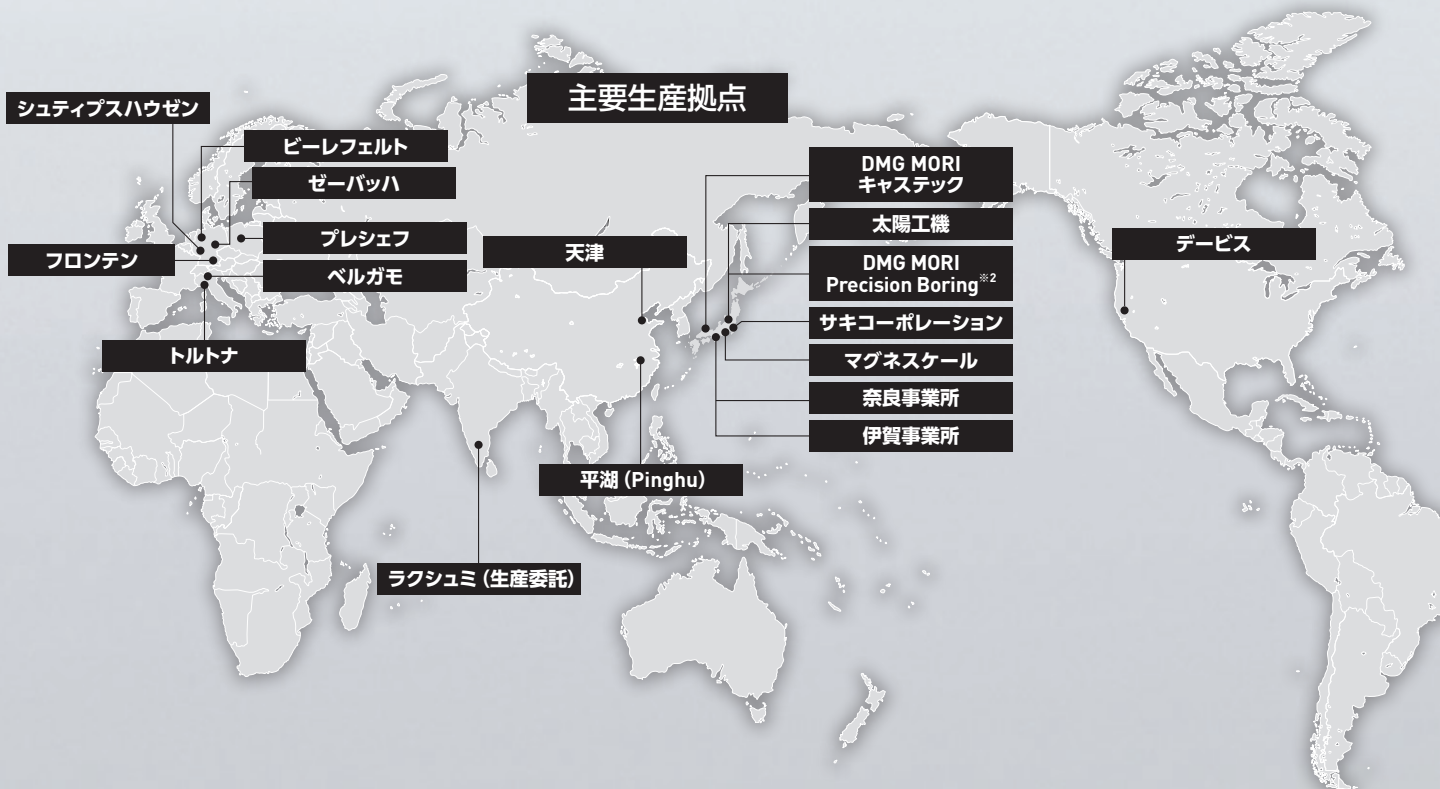 主要生産拠点
シュティプスハウゼン
ビーレフェルト
ゼーバッハ
プレシェフ
フロンテン
ベルガモ
トルトナ
天津
平湖（Pinghu）
ラクシュミ（生産委託）
DMG MORI
キャステック
太陽工機
DMG MORI
Precision Boring※2
サキコーポレーション
マグネスケール
奈良事業所
伊賀事業所
デービス